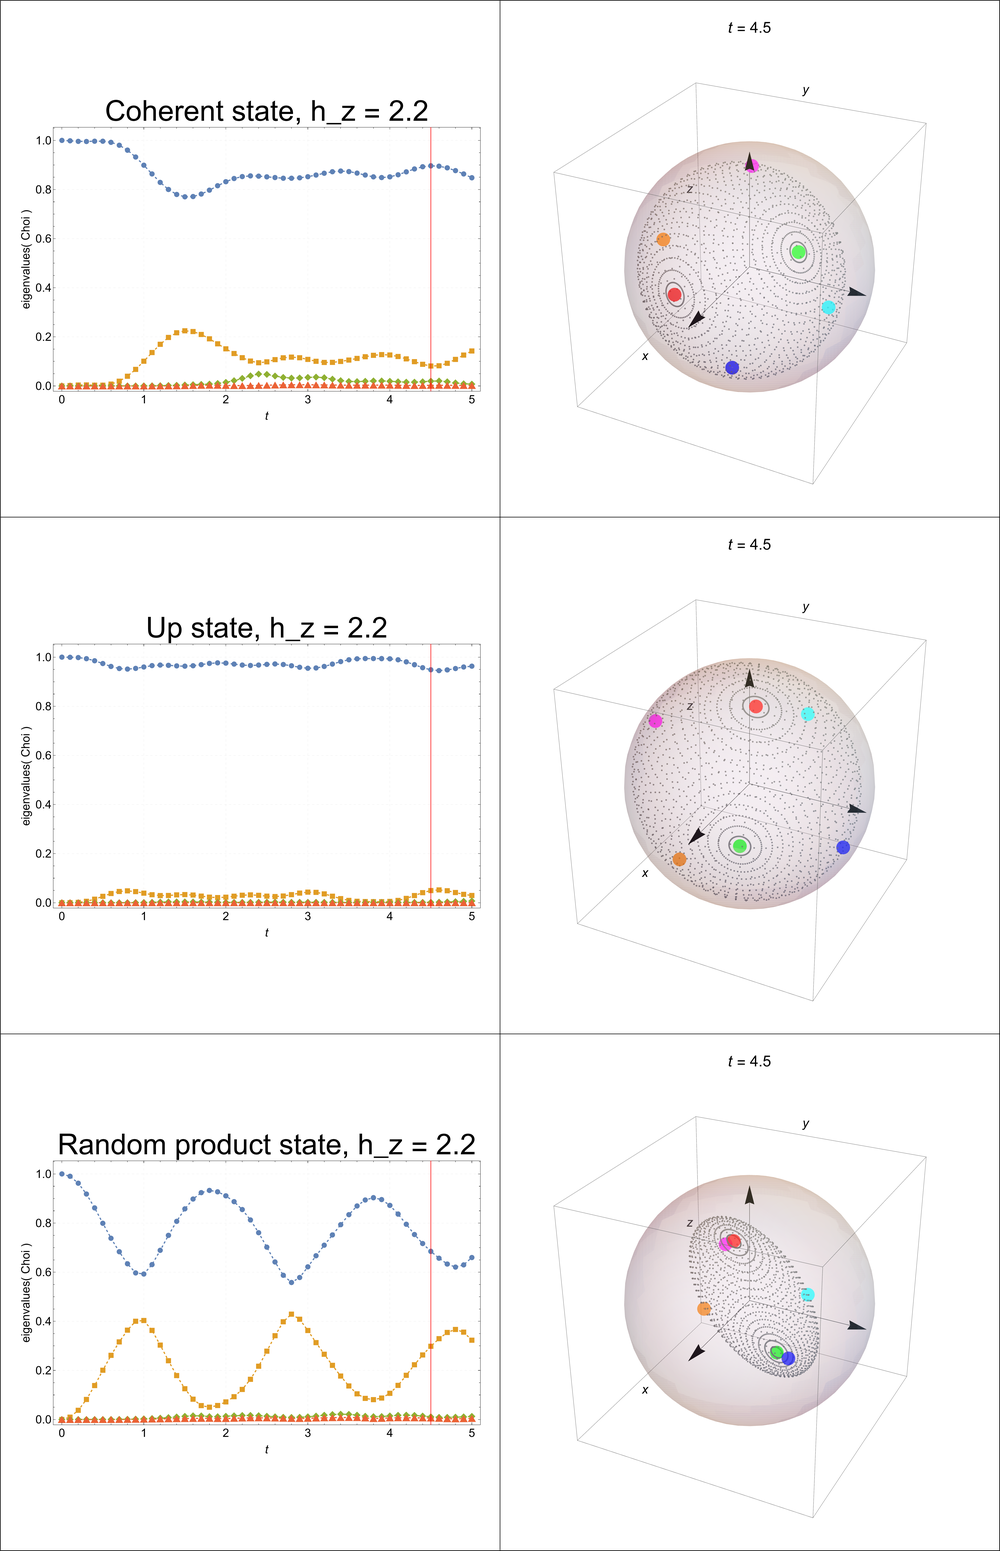 Coherent state, h_z = 2.2
1.0
0.8
0.6
0.4
0.2
0.0
eigenvalues( Choi )
0 1 2 3 4 5
t
t = 4.5
y
z
x
Up state, h_z = 2.2
1.0
0.8
0.6
0.4
0.2
0.0
eigenvalues( Choi )
0 1 2 3 4 5
t
t = 4.5
y
z
x
Random product state, h_z = 2.2
1.0
0.8
0.6
0.4
0.2
0.0
eigenvalues( Choi )
0 1 2 3 4 5
t
t = 4.5
y
z
x